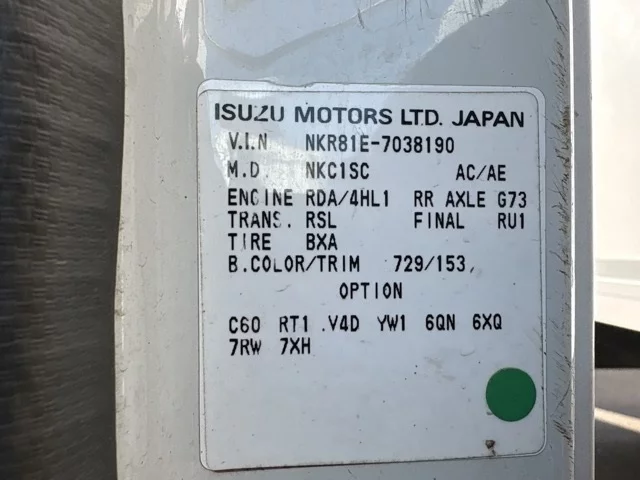 ISUZU MOTORS LTD. JAPAN
V.I.N NKR81E-7038190
M.D. NKC1SC AC/AE
ENGINE RDA/4HL1 RR AXLE G73
TRANS. RSL FINAL RU1
TIRE BXA
B.COLOR/TRIM 729/153,
OPTION
C60 RT1 .V4D YW1 6QN 6XQ
7RW 7XH